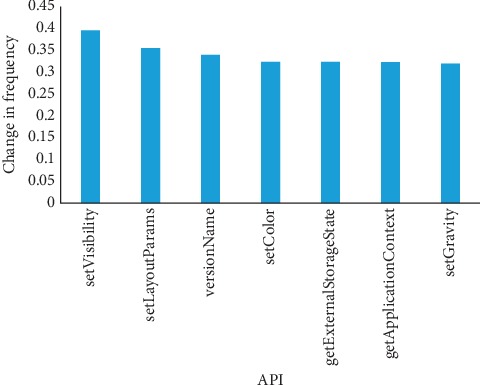 Change in frequency
0.45
0.4
0.35
0.3
0.25
0.2
0.15
0.1
0.05
0
setVisibility
setLayoutParams
versionName
setColor
getExternalStorageState
getApplicationContext
setGravity
API